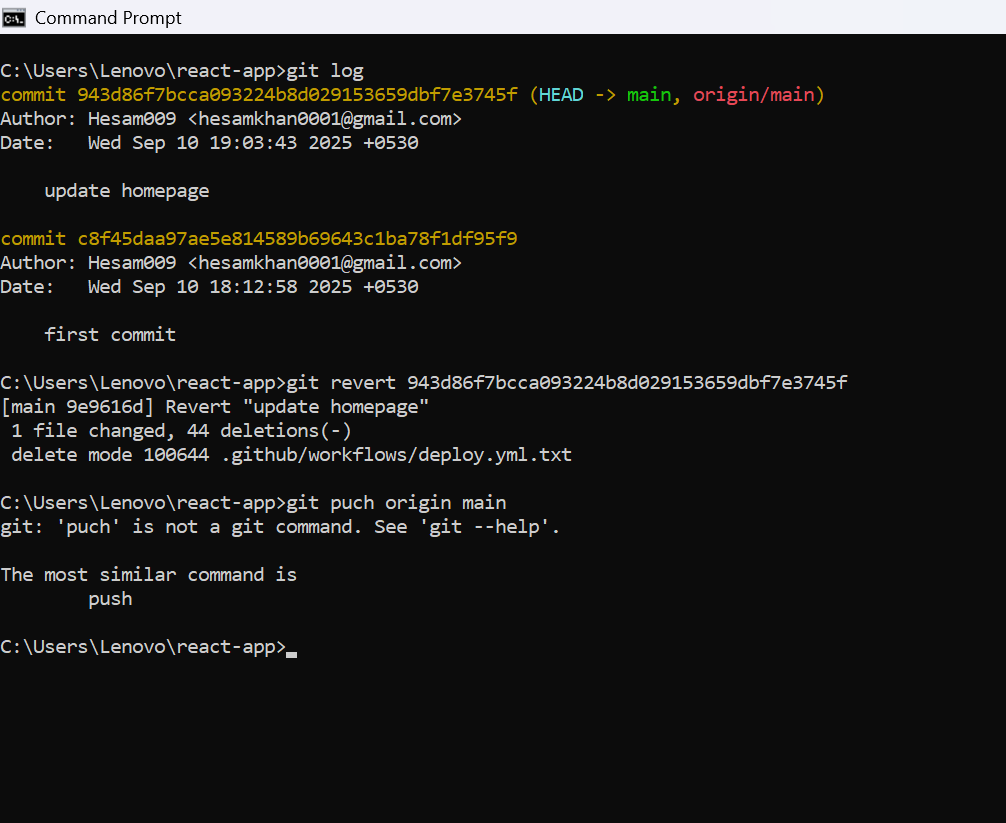 Command Prompt
C:\Users\Lenovo\react-app>git log
commit 943d86f7bcca093224b8d029153659dbf7e3745f (HEAD -> main, origin/main)
Author: Hesam009 <hesamkhan0001@gmail.com>
Date:   Wed Sep 10 19:03:43 2025 +0530
update homepage
commit c8f45daa97ae5e814589b69643c1ba78f1df95f9
Author: Hesam009 <hesamkhan0001@gmail.com>
Date:   Wed Sep 10 18:12:58 2025 +0530
first commit
C:\Users\Lenovo\react-app>git revert 943d86f7bcca093224b8d029153659dbf7e3745f
[main 9e9616d] Revert "update homepage"
1 file changed, 44 deletions(-)
delete mode 100644 .github/workflows/deploy.yml.txt
C:\Users\Lenovo\react-app>git puch origin main
git: 'puch' is not a git command. See 'git --help'.
The most similar command is
push
C:\Users\Lenovo\react-app>